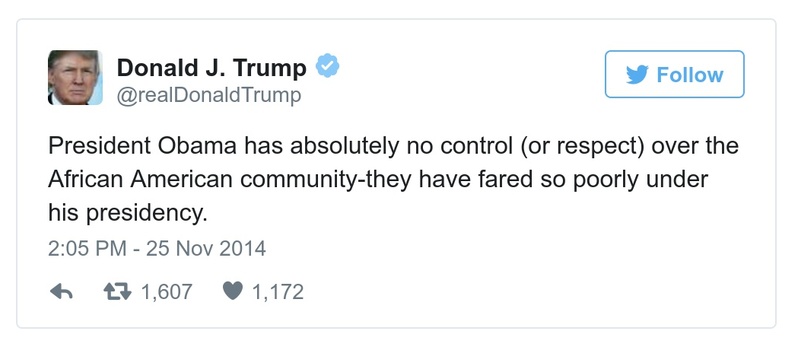 Donald J. Trump
@realDonaldTrump
Follow
President Obama has absolutely no control (or respect) over the
African American community-they have fared so poorly under
his presidency.
2:05 PM - 25 Nov 2014
1,607 1,172